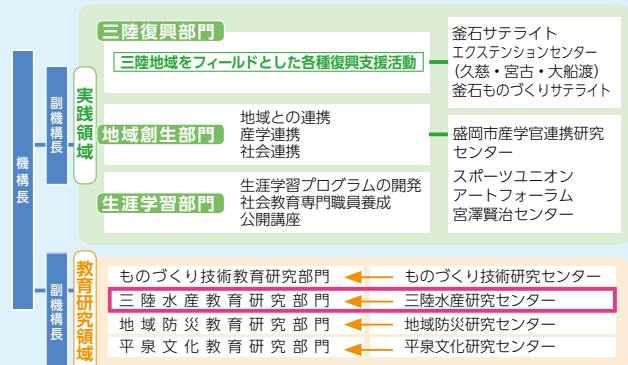 機構長
副機構長
実践領域
三陸復興部門
三陸地域をフィールドとした各種復興支援活動
釜石サテライト
エクステンションセンター
（久慈・宮古・大船渡）
釜石ものづくりサテライト
地域創生部門
地域との連携
産学連携
社会連携
盛岡市産学官連携研究
センター
スポーツユニオン
アートフォーラム
宮澤賢治センター
生涯学習部門
生涯学習プログラムの開発
社会教育専門職員養成
公開講座
副機構長
教育研究領域
ものづくり技術教育研究部門
ものづくり技術研究センター
三陸水産教育研究部門
三陸水産研究センター
地域防災教育研究部門
地域防災研究センター
平泉文化教育研究部門
平泉文化研究センター